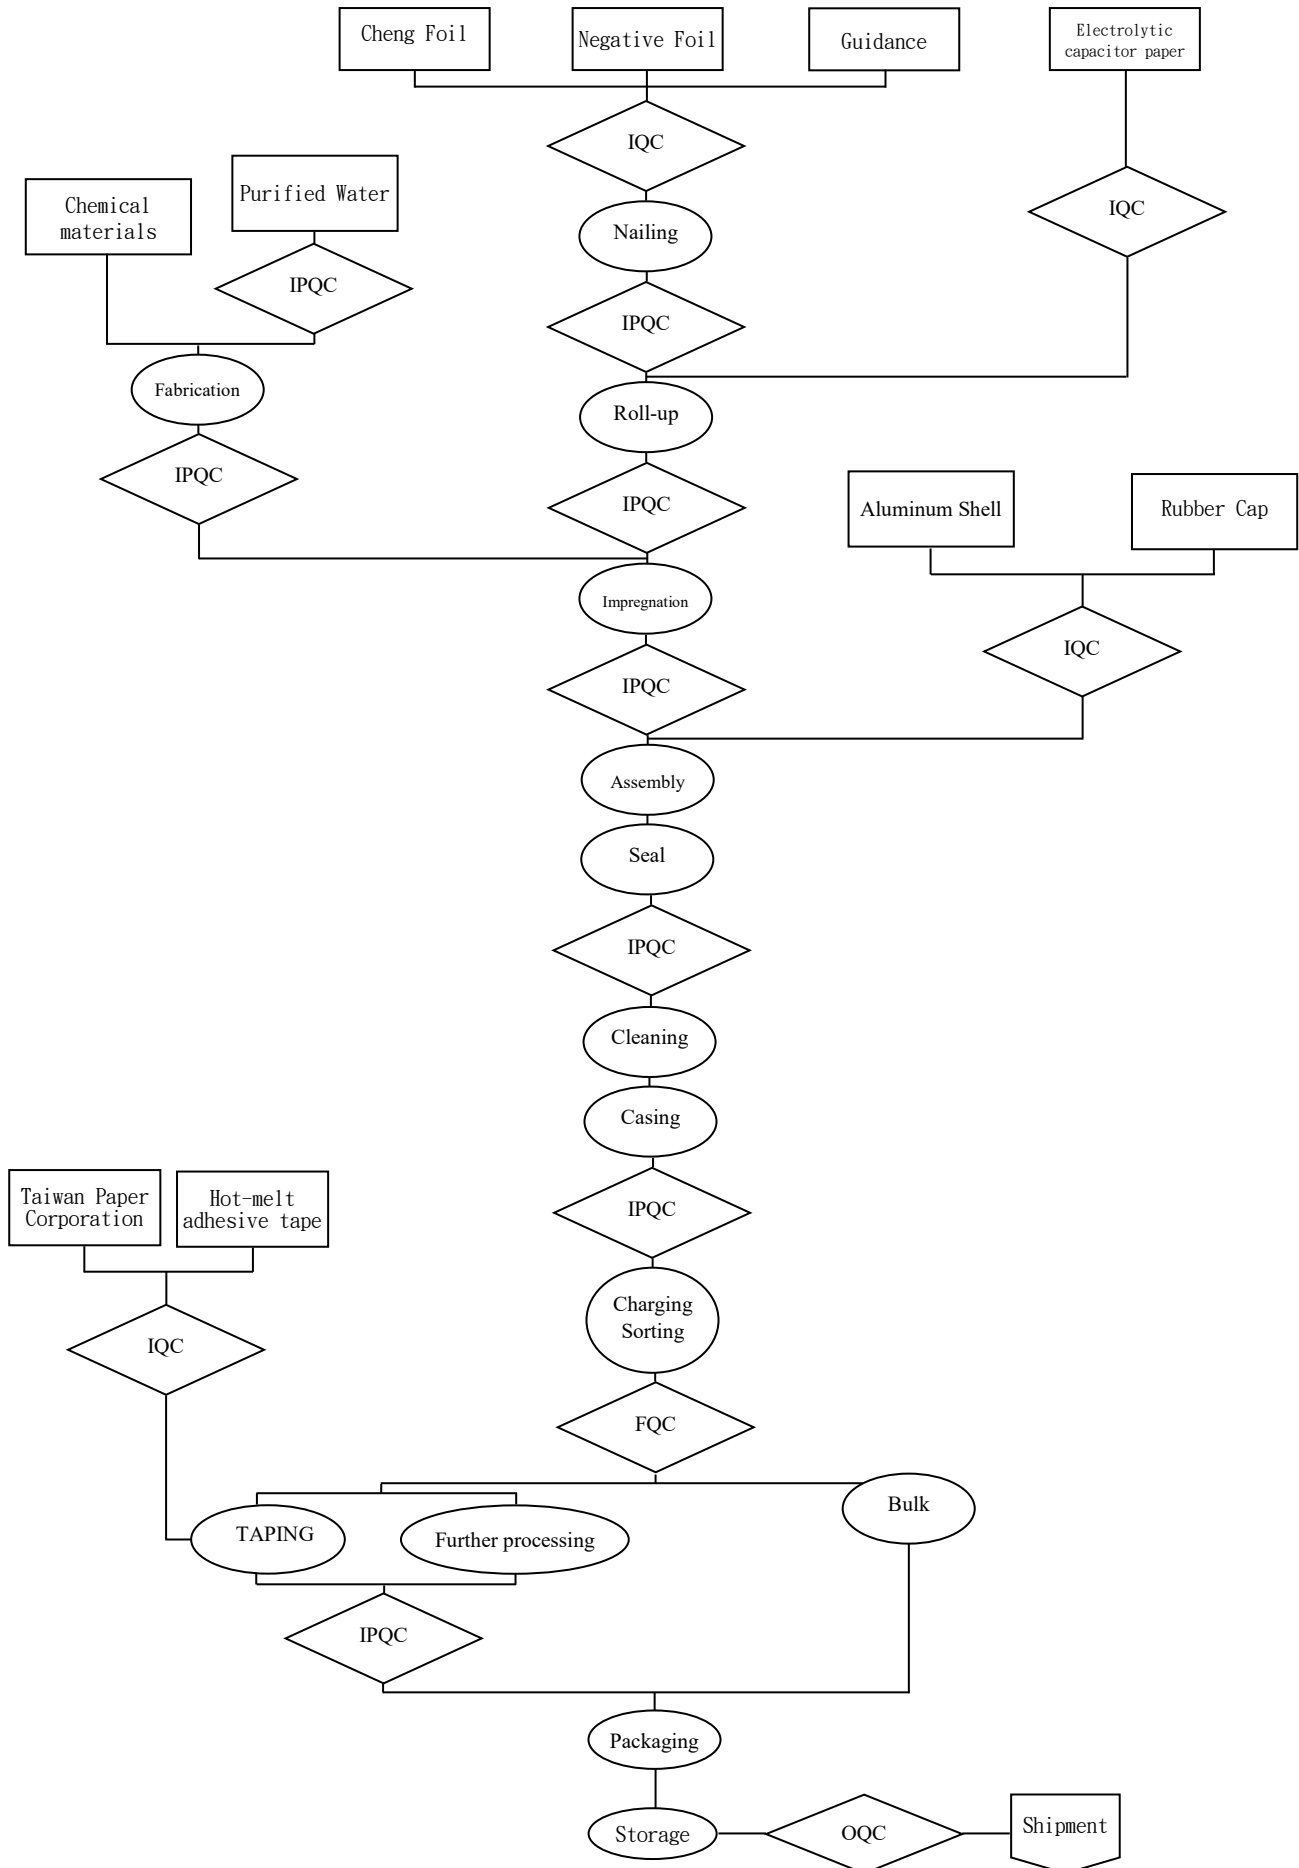 Cheng Foil
Negative Foil
Guidance
Electrolytic
capacitor paper
IQC
Purified Water
Chemical
materials
IQC
Nailing
IPQC
IPQC
Fabrication
Roll-up
IPQC
IPQC
Aluminum Shell
Rubber Cap
Impregnation
IQC
IPQC
Assembly
Seal
IPQC
Cleaning
Casing
Taiwan Paper
Corporation
Hot-melt
adhesive tape
IPQC
Charging
Sorting
IQC
FQC
Bulk
TAPING
Further processing
IPQC
Packaging
Storage
OQC
Shipment